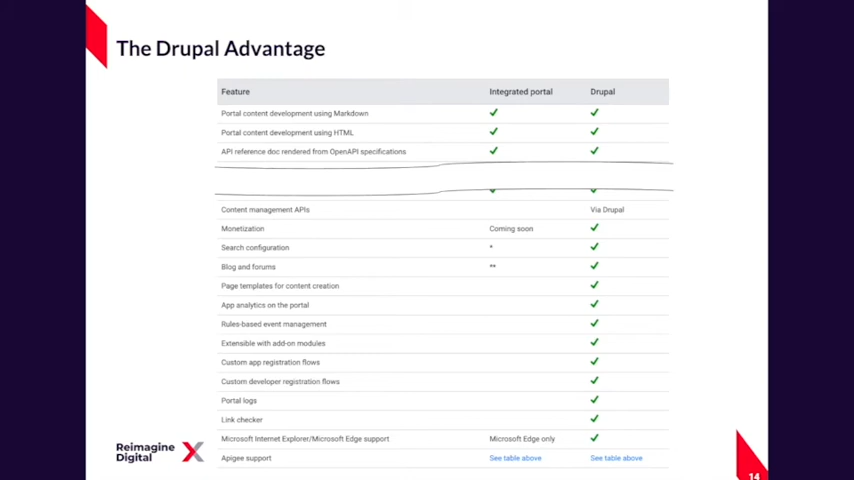 The Drupal Advantage
Feature Integrated portal Drupal
Portal content development using Markdown ✔ ✔
Portal content development using HTML ✔ ✔
API reference doc rendered from OpenAPI specifications ✔ ✔
Content management APIs Via Drupal
Monetization Coming soon ✔
Search configuration * ✔
Blog and forums ** ✔
Page templates for content creation ✔
App analytics on the portal ✔
Rules-based event management ✔
Extensible with add-on modules ✔
Custom app registration flows ✔
Custom developer registration flows ✔
Portal logs ✔
Link checker ✔
Microsoft Internet Explorer/Microsoft Edge support Microsoft Edge only ✔
Apigee support See table above See table above
Reimagine
Digital
14